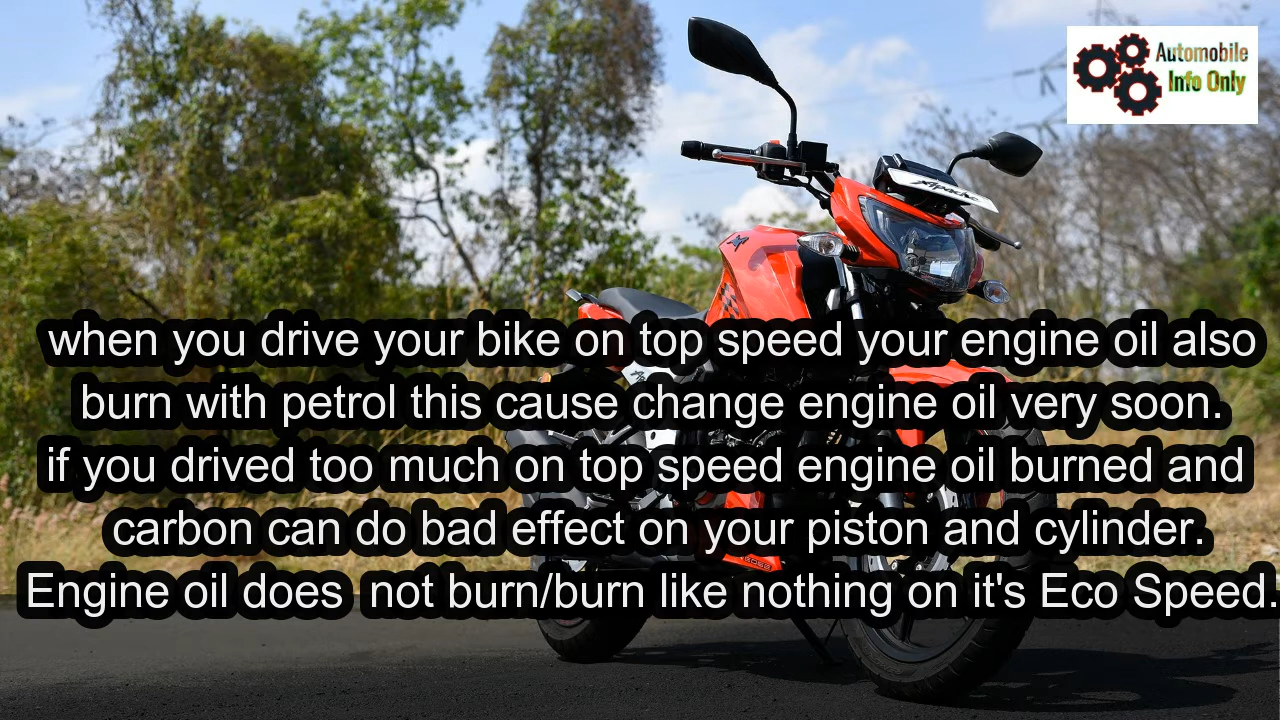 Automobile
Info Only
Apache
when you drive your bike on top speed your engine oil also
burn with petrol this cause change engine oil very soon.
if you drived too much on top speed engine oil burned and
carbon can do bad effect on your piston and cylinder.
Engine oil does  not burn/burn like nothing on it's Eco Speed.